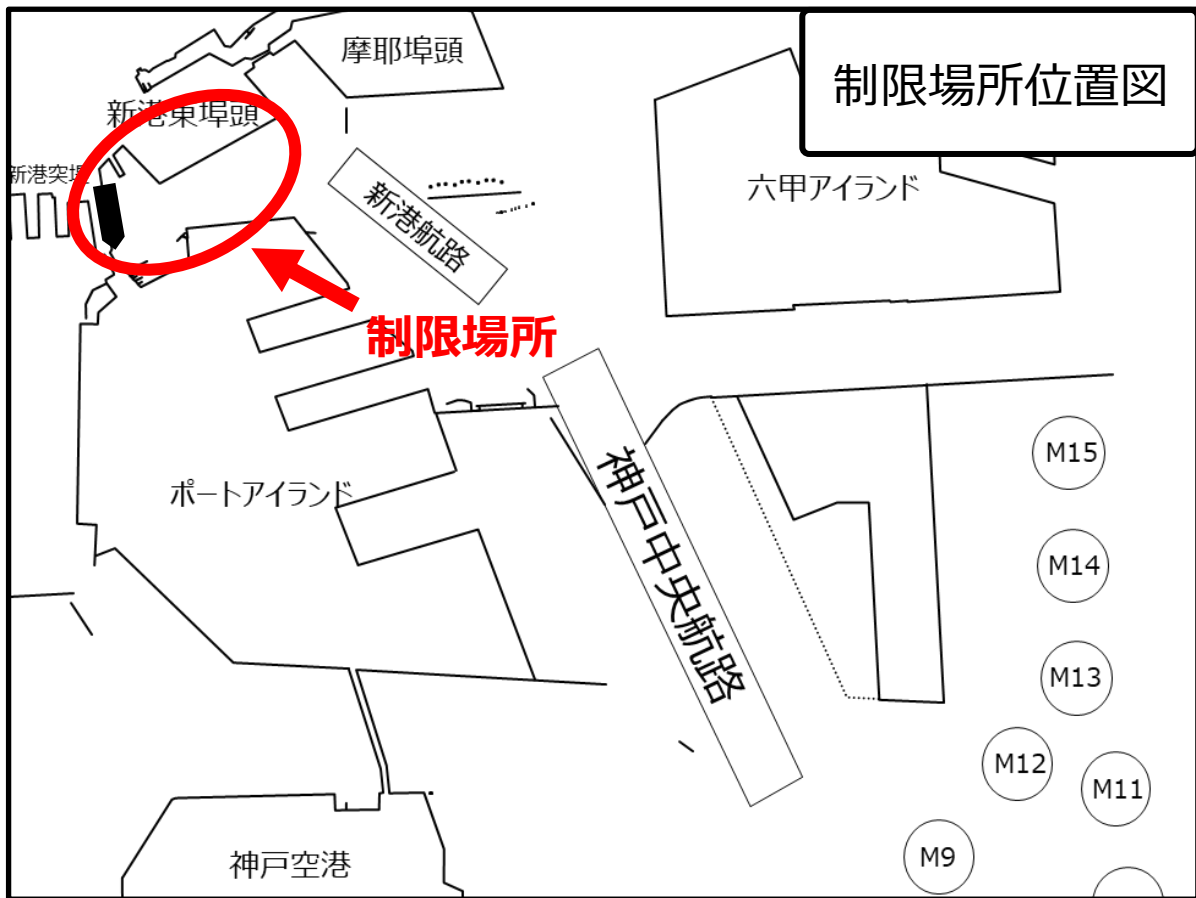 制限場所位置図
摩耶埠頭
新港東埠頭
新港突堤
新港航路
六甲アイランド
制限場所
神戸中央航路
ポートアイランド
M15
M14
M13
M12
M11
M9
神戸空港